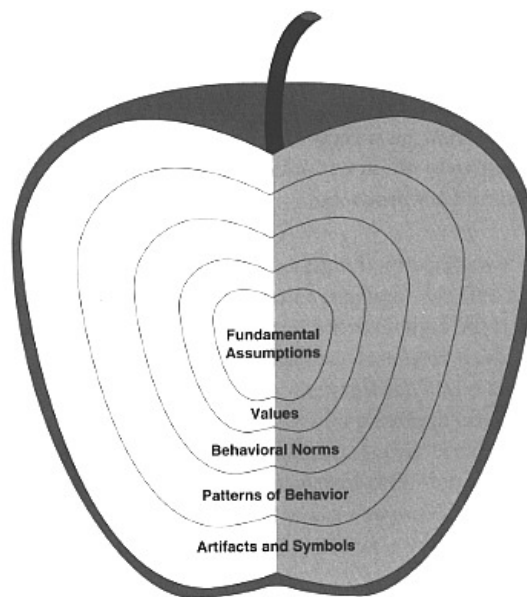 Fundamental
Assumptions
Values
Behavioral Norms
Patterns of Behavior
Artifacts and Symbols